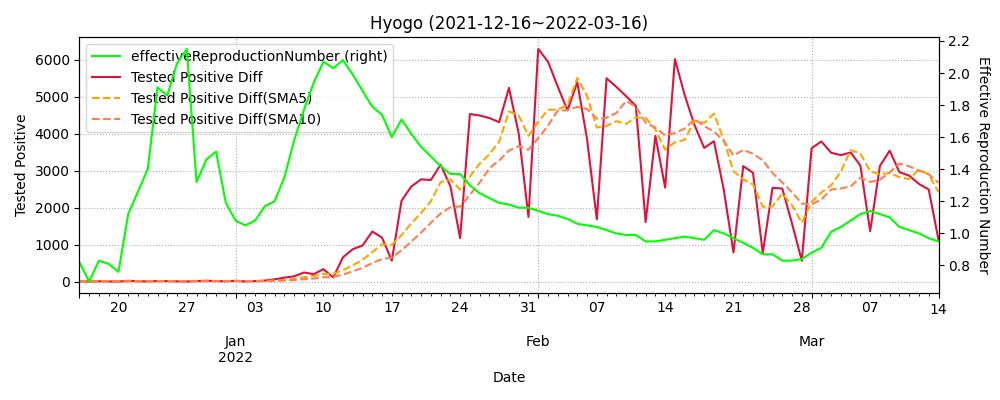 Hyogo (2021-12-16~2022-03-16)
effectiveReproductionNumber (right)
Tested Positive Diff
Tested Positive Diff(SMA5)
Tested Positive Diff(SMA10)
Tested Positive
6000
5000
4000
3000
2000
1000
0
2.2
2.0
1.8
1.6
1.4
1.2
1.0
0.8
Effective Reproduction Number
20 27 03 10 17 24 31 07 14 21 28 07 14
Jan Feb Mar
2022
Date